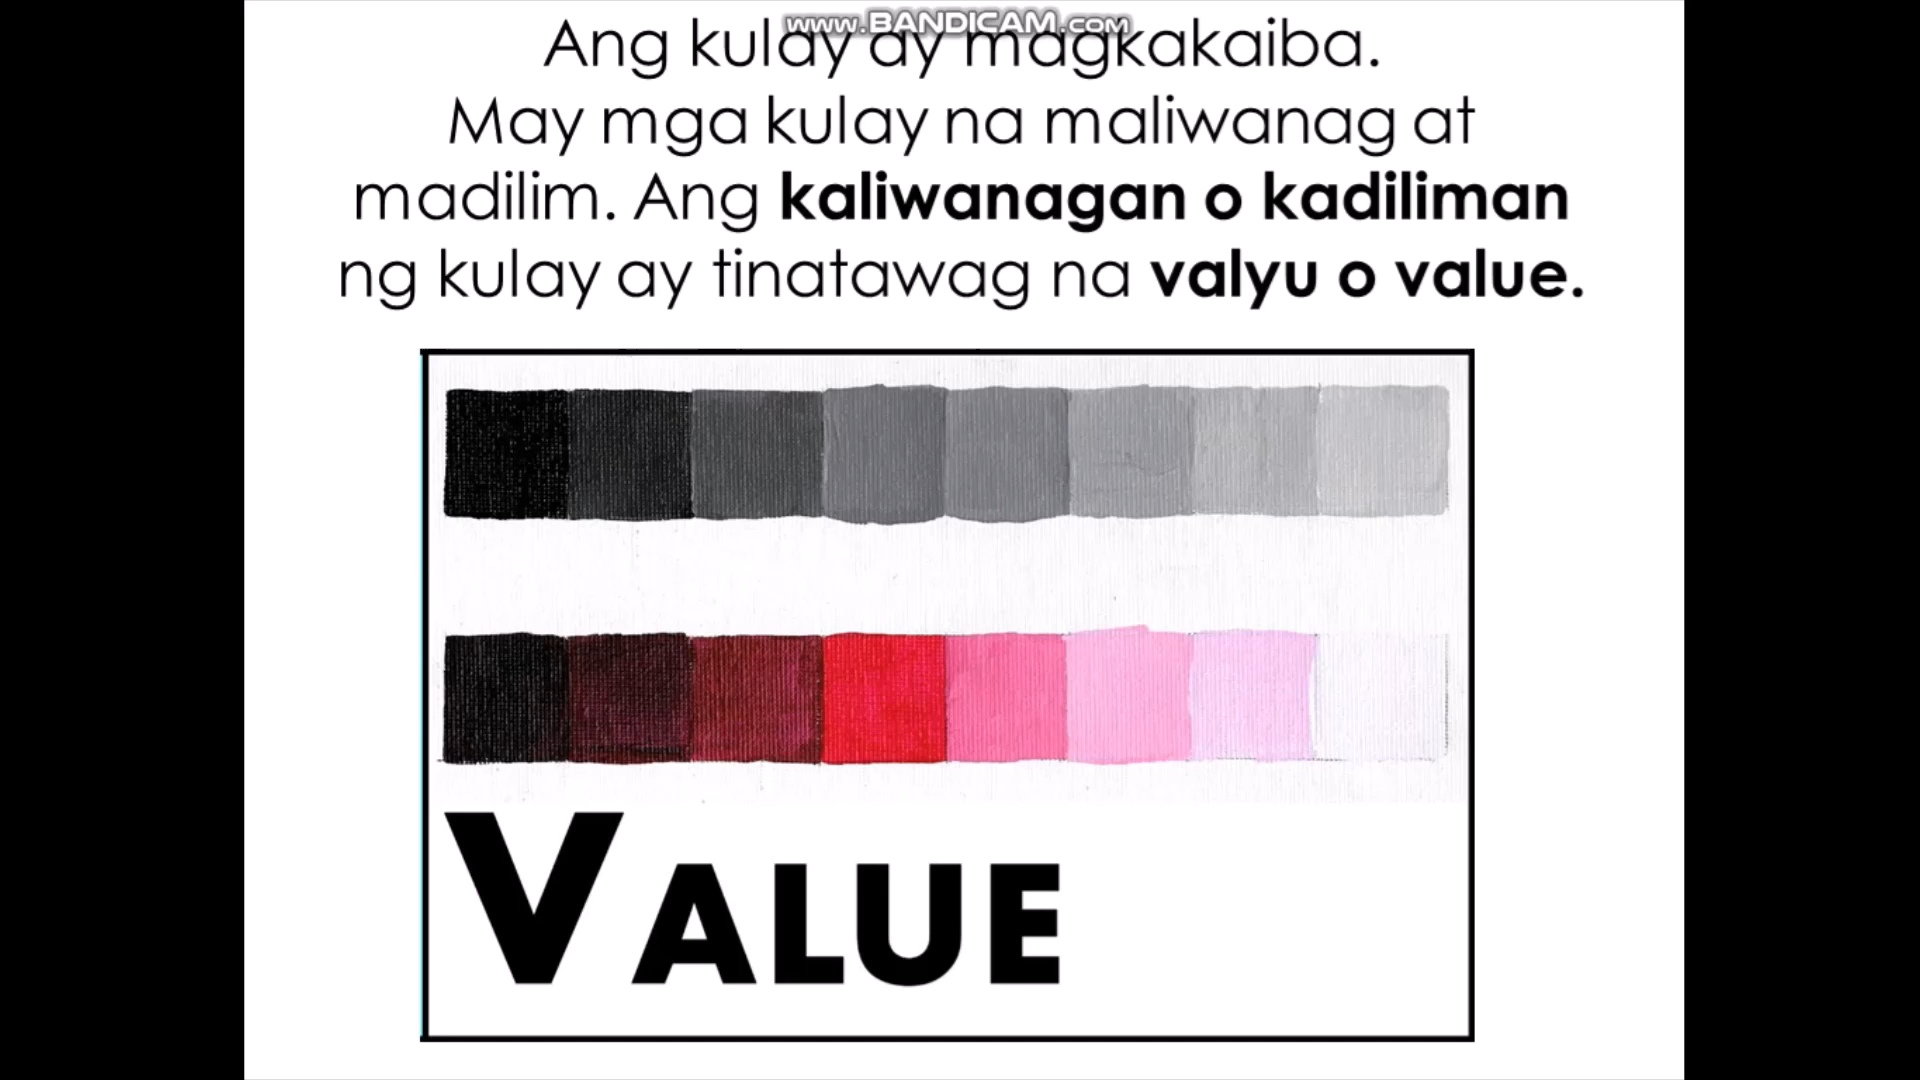 www.BANDICAM.com
Ang kulay ay magkakaiba.
May mga kulay na maliwanag at
madilim. Ang kaliwanagan o kadiliman
ng kulay ay tinatawag na valyu o value.
VALUE